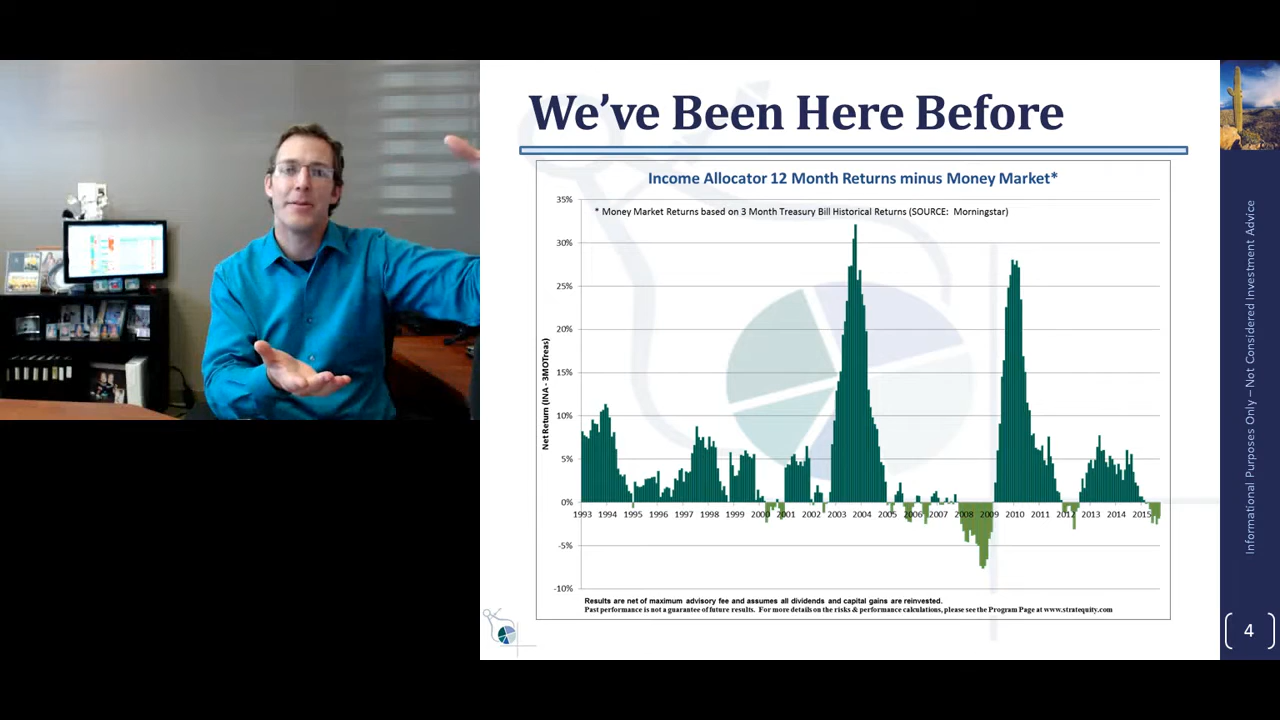 We've Been Here Before
Income Allocator 12 Month Returns minus Money Market*
* Money Market Returns based on 3 Month Treasury Bill Historical Returns (SOURCE: Morningstar)
35%
30%
25%
20%
15%
10%
5%
0%
-5%
-10%
Net Return (INA - 3MOTreas)
1993 1994 1995 1996 1997 1998 1999 2000 2001 2002 2003 2004 2005 2006 2007 2008 2009 2010 2011 2012 2013 2014 2015
Results are net of maximum advisory fee and assumes all dividends and capital gains are reinvested.
Past performance is not a guarantee of future results. For more details on the risks & performance calculations, please see the Program Page at www.stratequity.com
Informational Purposes Only – Not Considered Investment Advice
4